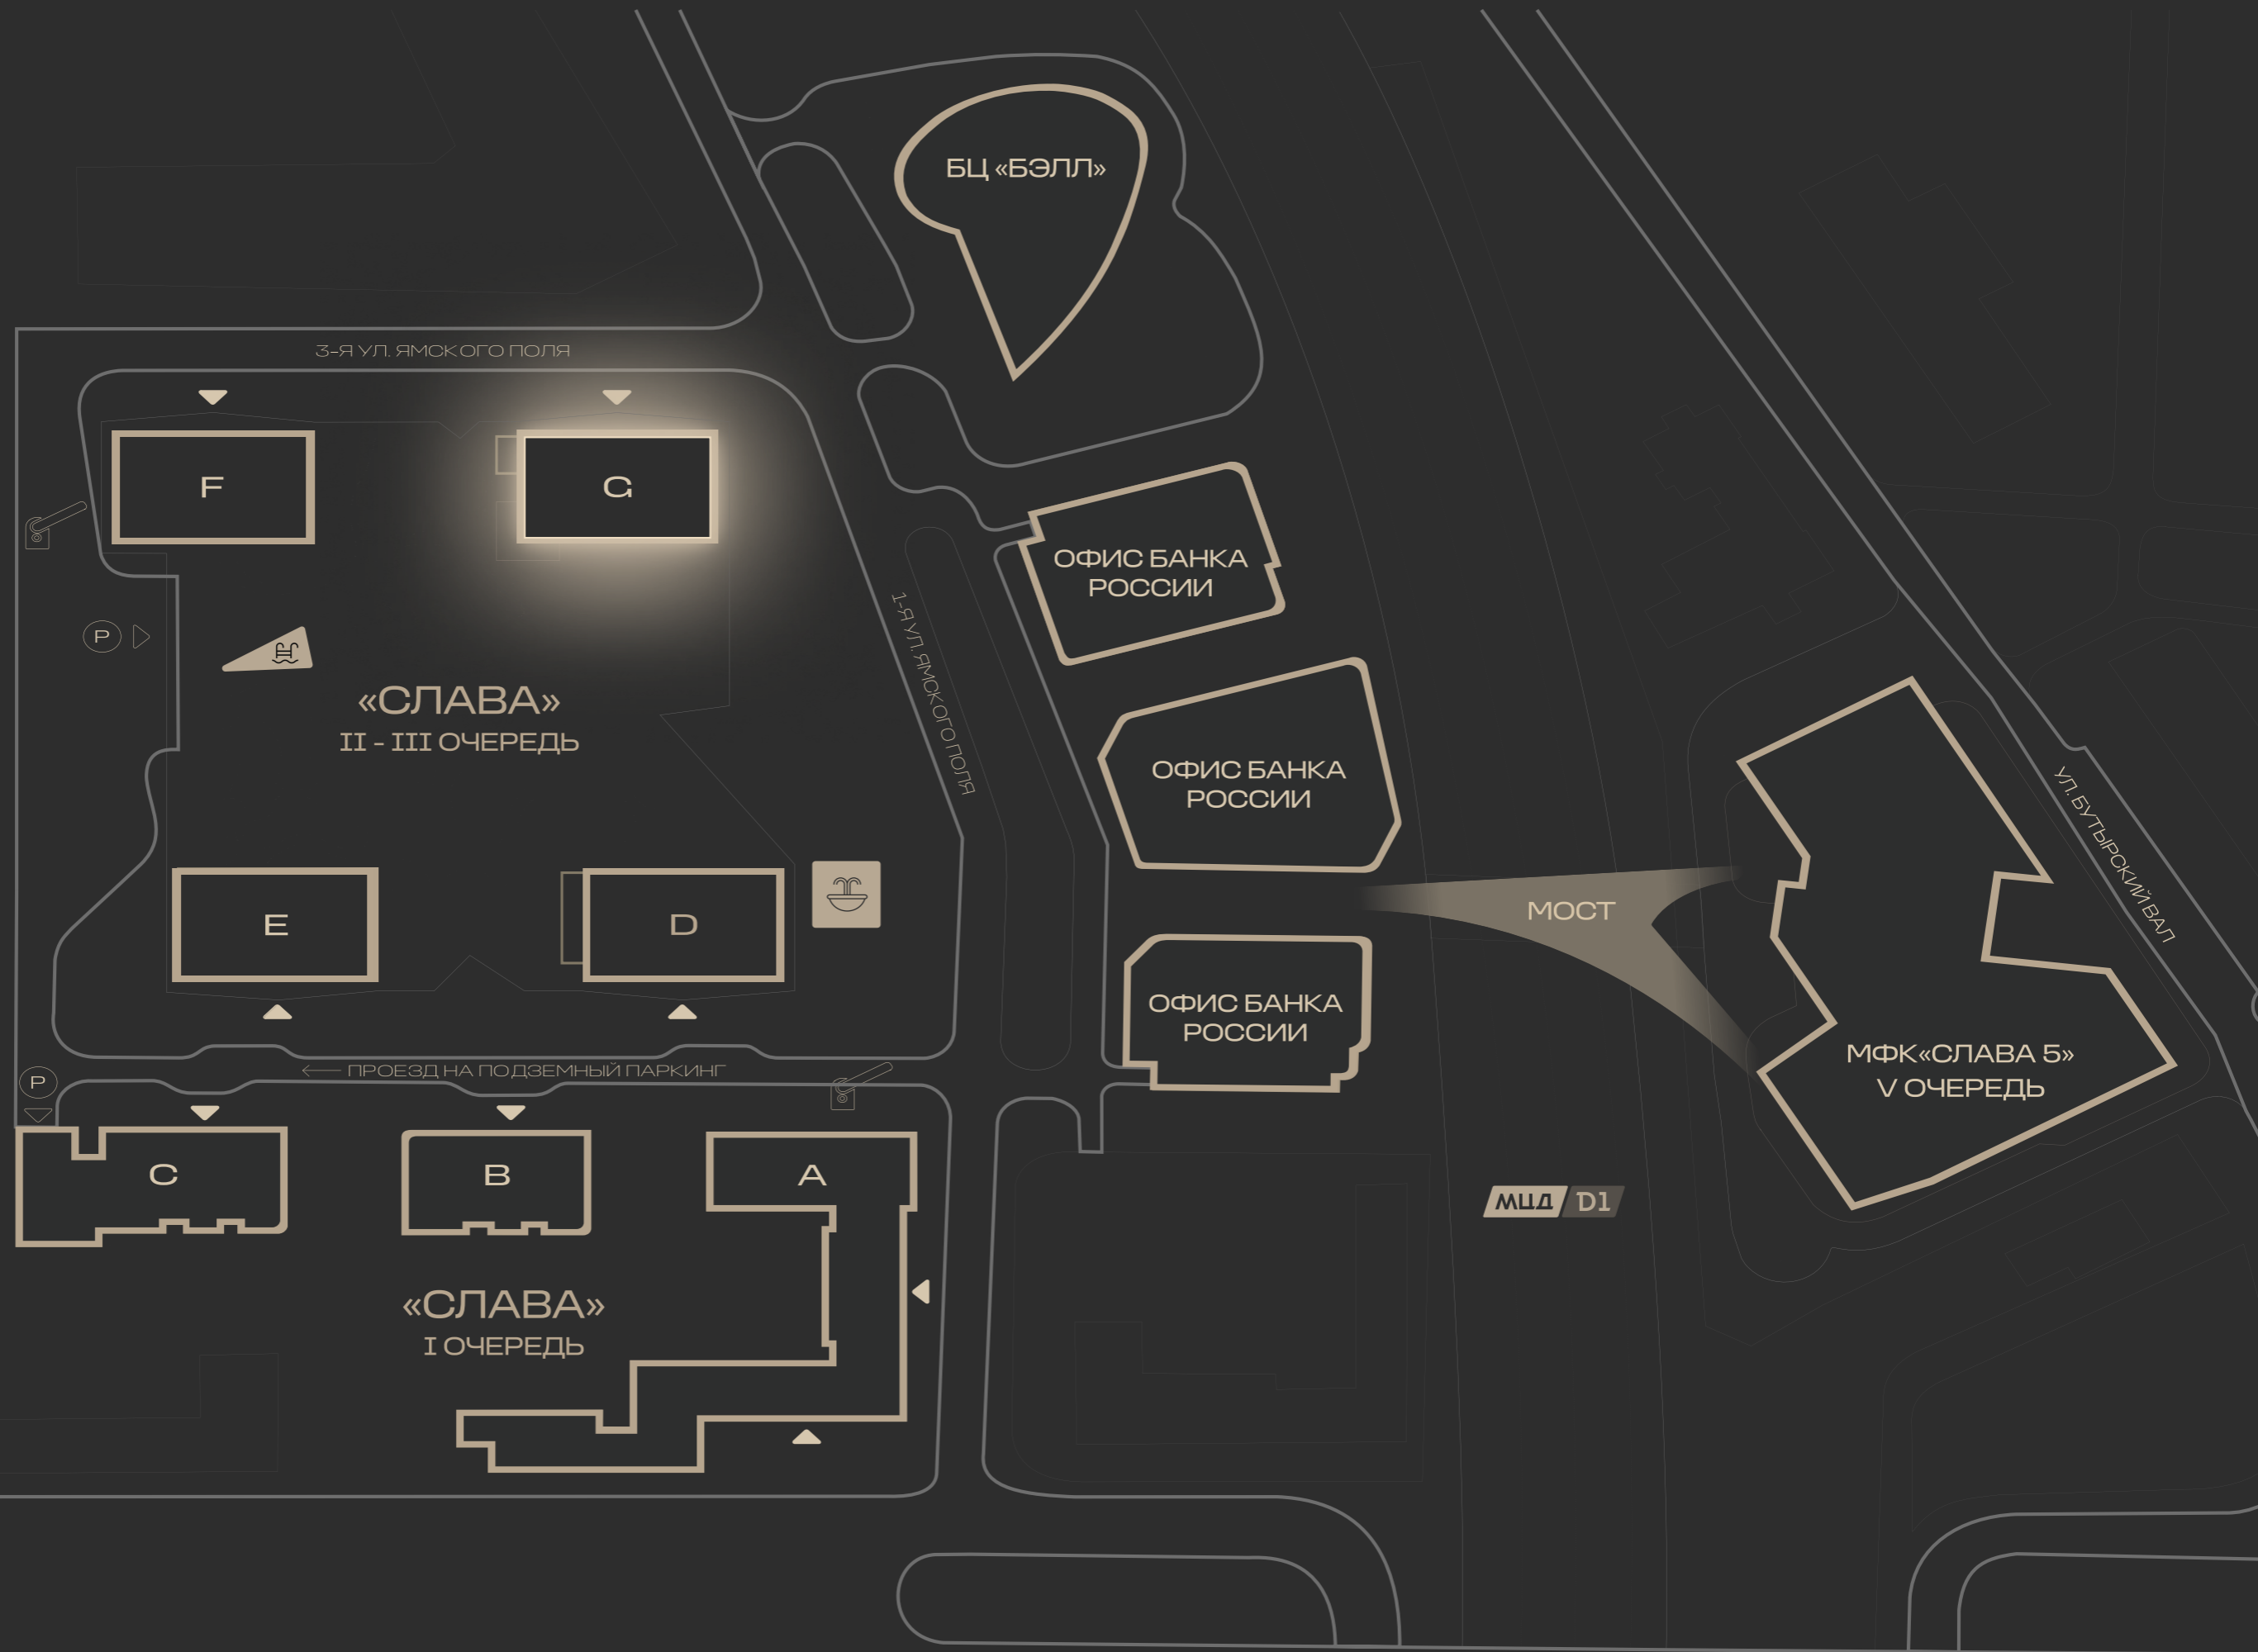 БЦ «БЭЛЛ»
3-Я УЛ. ЯМСКОГО ПОЛЯ
F
G
ОФИС БАНКА
РОССИИ
1-Я УЛ. ЯМСКОГО ПОЛЯ
P
«СЛАВА»
II - III ОЧЕРЕДЬ
ОФИС БАНКА
РОССИИ
УЛ. БУТЫРСКИЙ ВАЛ
E
D
МОСТ
ОФИС БАНКА
РОССИИ
МФК«СЛАВА 5»
V ОЧЕРЕДЬ
ПРОЕЗД НА ПОДЗЕМНЫЙ ПАРКИНГ
P
C
B
A
МЦД D1
«СЛАВА»
I ОЧЕРЕДЬ